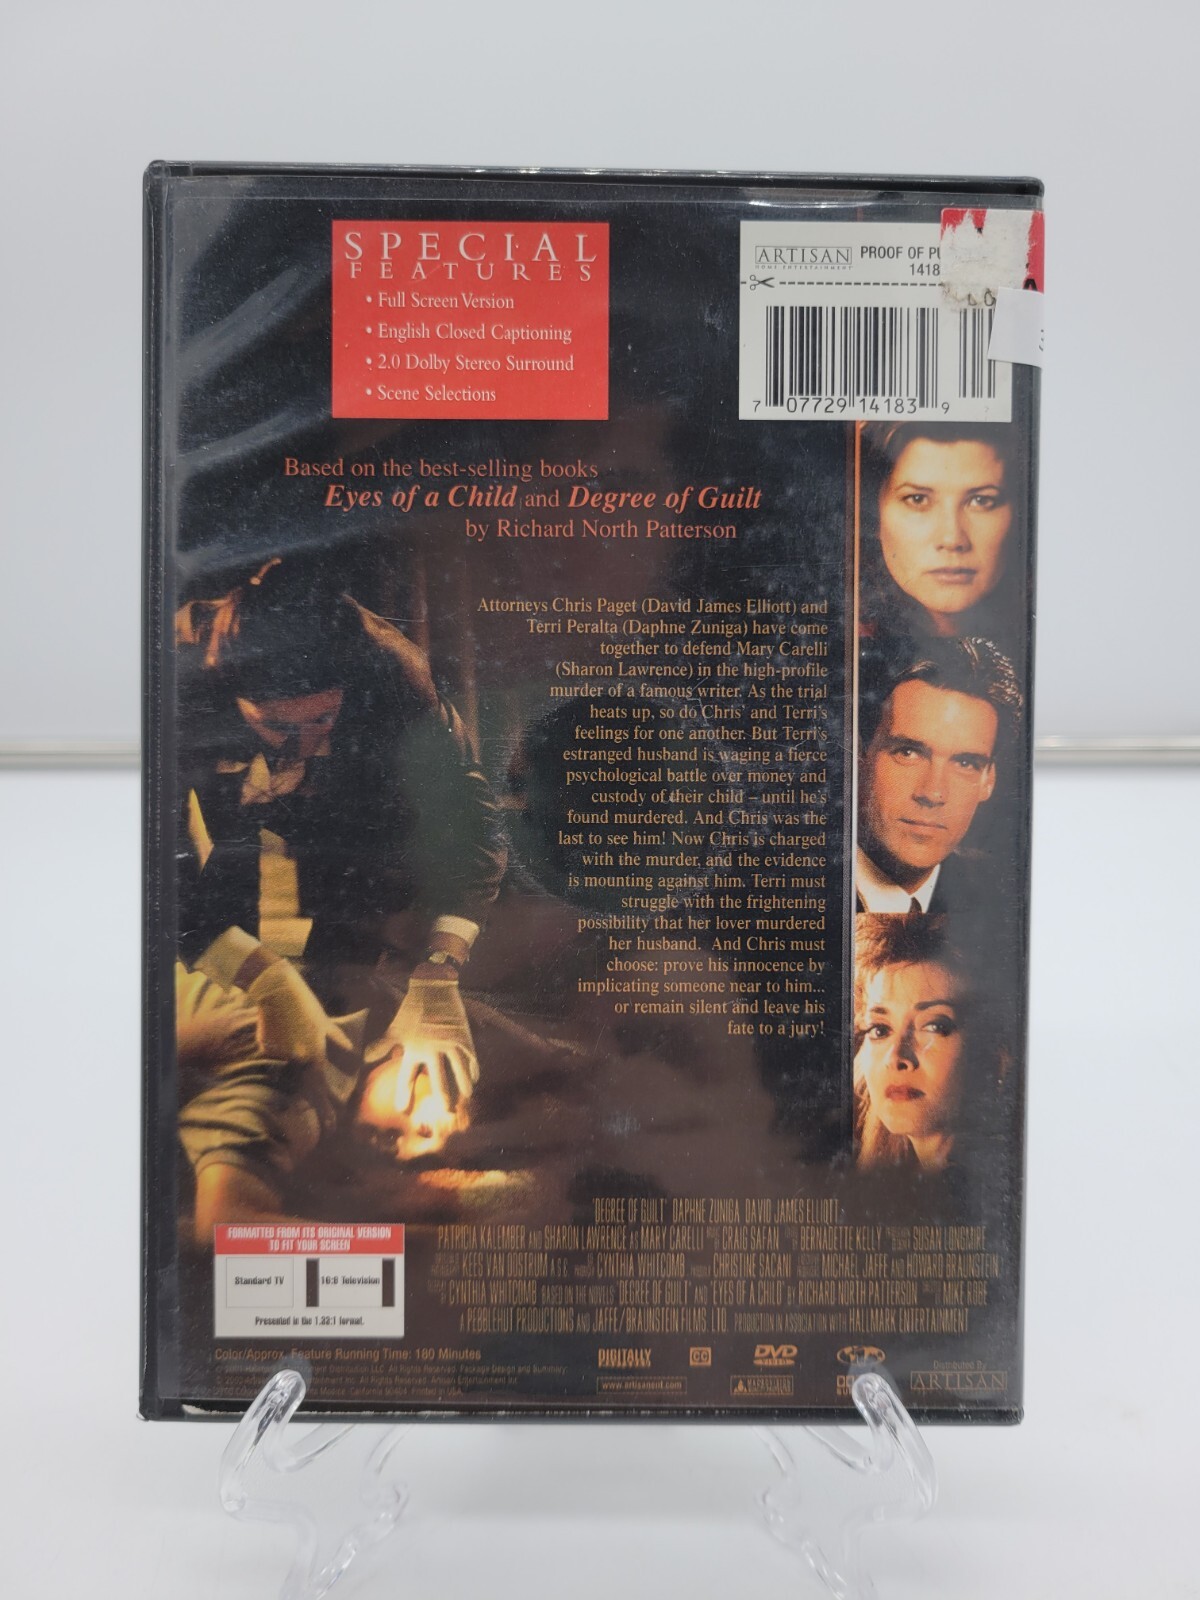 SPECIAL
FEATURES
• Full Screen Version
• English Closed Captioning
• 2.0 Dolby Stereo Surround
• Scene Selections
ARTISAN
HOME ENTERTAINMENT
PROOF OF PU
1418
7 07729 14183 9
Based on the best-selling books
Eyes of a Child and Degree of Guilt
by Richard North Patterson
Attorneys Chris Paget (David James Elliott) and
Terri Peralta (Daphne Zuniga) have come
together to defend Mary Carelli
(Sharon Lawrence) in the high-profile
murder of a famous writer. As the trial
heats up, so do Chris' and Terri's
feelings for one another. But Terri's
estranged husband is waging a fierce
psychological battle over money and
custody of their child – until he's
found murdered. And Chris was the
last to see him! Now Chris is charged
with the murder, and the evidence
is mounting against him. Terri must
struggle with the frightening
possibility that her lover murdered
her husband. And Chris must
choose: prove his innocence by
implicating someone near to him...
or remain silent and leave his
fate to a jury!
"DEGREE OF GUILT" DAPHNE ZUNIGA DAVID JAMES ELLIOTT
PATRICIA KALEMBER AND SHARON LAWRENCE AS MARY CARELLI CHRIS SAFAN BERNADETTE KELLY SUSAN LONGMIRE
KEES VAN OOSTRUM A.S.C. CYNTHIA WHITCOMB CHRISTINE SACANI MICHAEL JAFFE AND HOWARD BRAUNSTEIN
CYNTHIA WHITCOMB BASED ON THE NOVELS "DEGREE OF GUILT" AND "EYES OF A CHILD" BY RICHARD NORTH PATTERSON MIKE ROBE
A PEBBLEHUT PRODUCTIONS AND JAFFE/BRAUNSTEIN FILMS, LTD. PRODUCTION IN ASSOCIATION WITH HALLMARK ENTERTAINMENT
FORMATTED FROM ITS ORIGINAL VERSION
TO FIT YOUR SCREEN
Standard TV
16:9 Television
Presented in the 1.33:1 format.
Color/Approx. Feature Running Time: 180 Minutes
DIGITALLY
www.artisanent.com
CC
DVD
VIDEO
MACROVISION
Distributed By
ARTISAN